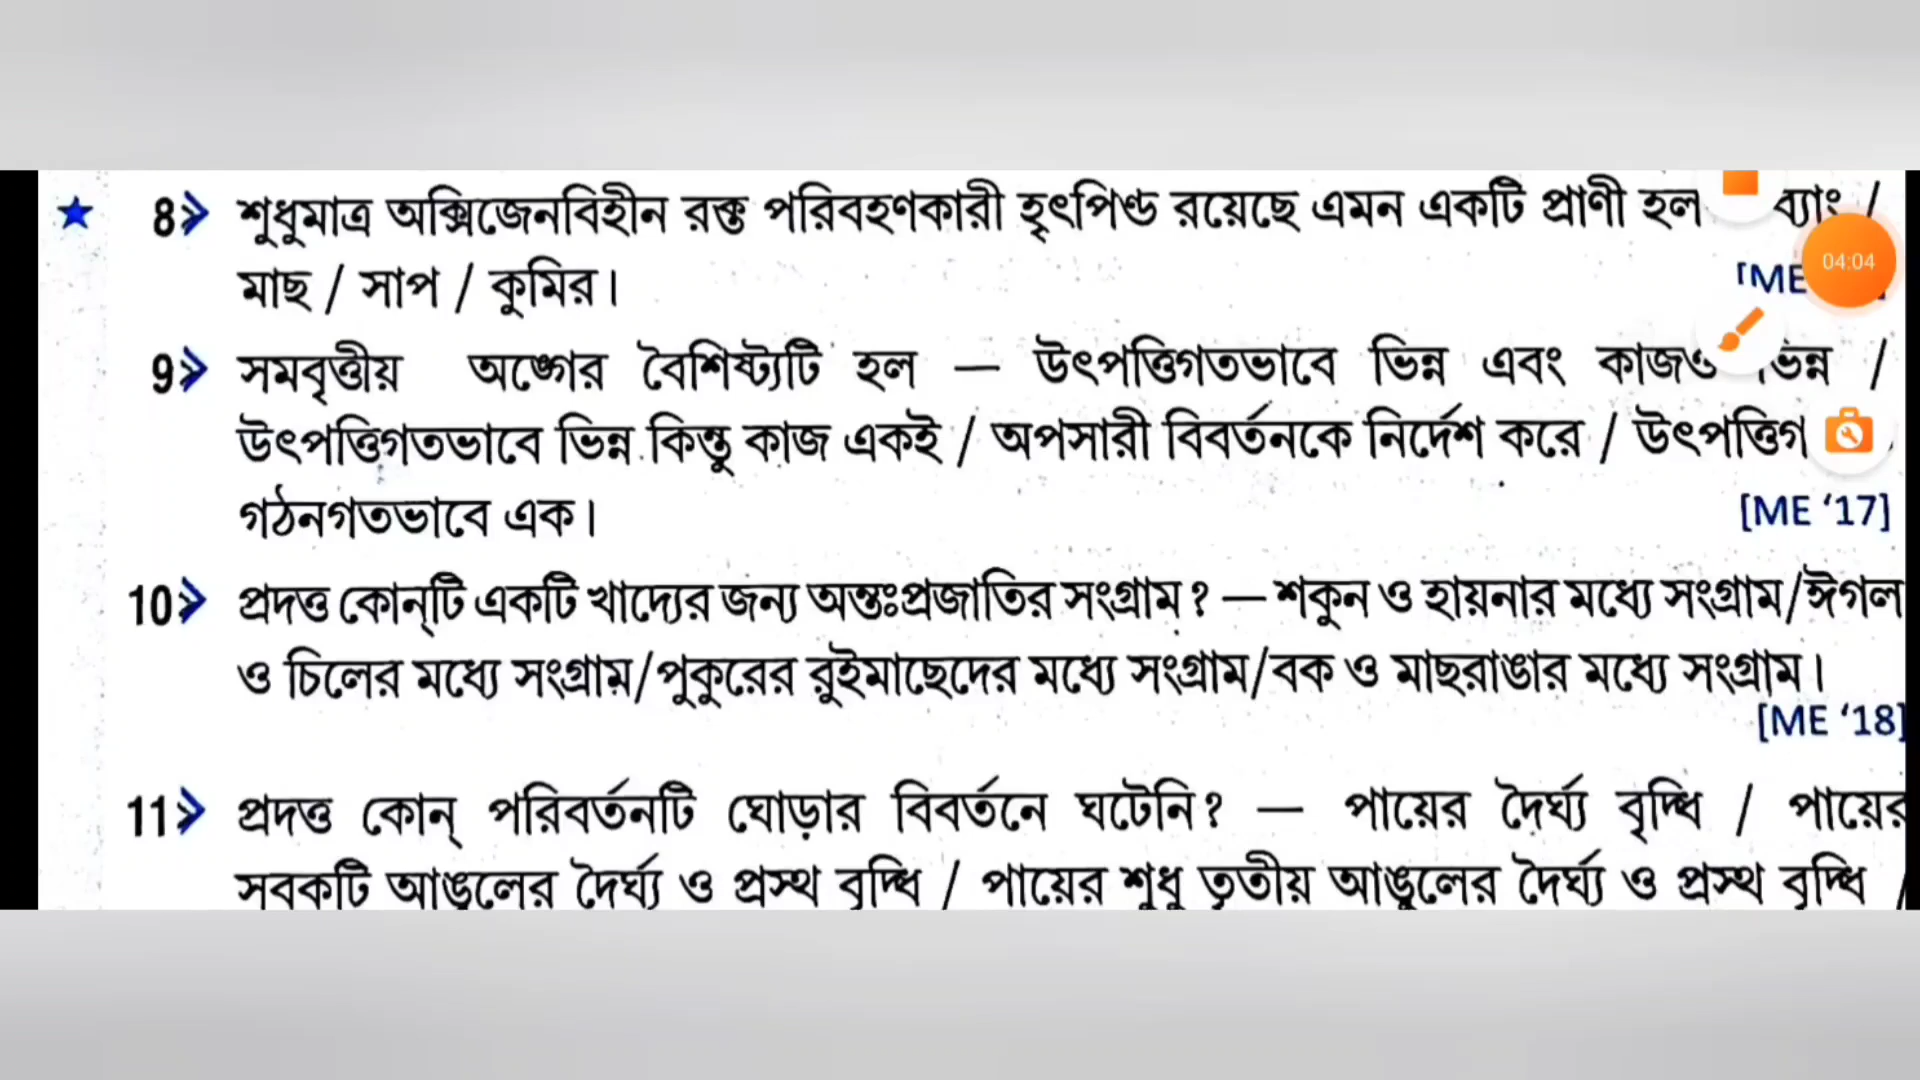 ★ 8» শুধুমাত্র অক্সিজেনবিহীন রক্ত পরিবহণকারী হৃৎপিণ্ড রয়েছে এমন একটি প্রাণী হল ব্যাং /
মাছ / সাপ / কুমির।
[ME
04:04
9» সমবৃত্তীয় অঙ্গের বৈশিষ্ট্যটি হল — উৎপত্তিগতভাবে ভিন্ন এবং কাজও ভিন্ন /
উৎপত্তিগতভাবে ভিন্ন কিন্তু কাজ একই / অপসারী বিবর্তনকে নির্দেশ করে /
গঠনগতভাবে এক।
[ME ‘17]
10» প্রদত্ত কোন্‌টি একটি খাদ্যের জন্য অন্তঃপ্রজাতির সংগ্রাম? — শকুন ও হায়নার মধ্যে সংগ্রাম/ঈগল
ও চিলের মধ্যে সংগ্রাম/পুকুরের রুইমাছেদের মধ্যে সংগ্রাম/বক ও মাছরাঙার মধ্যে সংগ্রাম।
[ME ‘18]
11» প্রদত্ত কোন্ পরিবর্তনটি ঘোড়ার বিবর্তনে ঘটেনি? — পায়ের দৈর্ঘ্য বৃদ্ধি / পায়ের
সবকটি আঙুলের দৈর্ঘ্য ও প্রস্থ বৃদ্ধি / পায়ের শুধু তৃতীয় আঙুলের দৈর্ঘ্য ও প্রস্থ বৃদ্ধি /